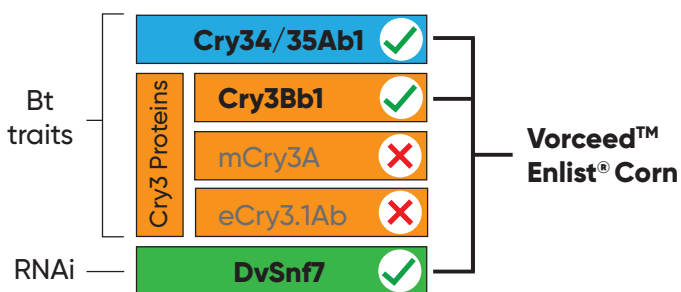 Cry34/35Ab1
Bt
traits
Cry3 Proteins
Cry3Bb1
mCry3A
eCry3.1Ab
Vorceed™
Enlist® Corn
RNAi
DvSnf7